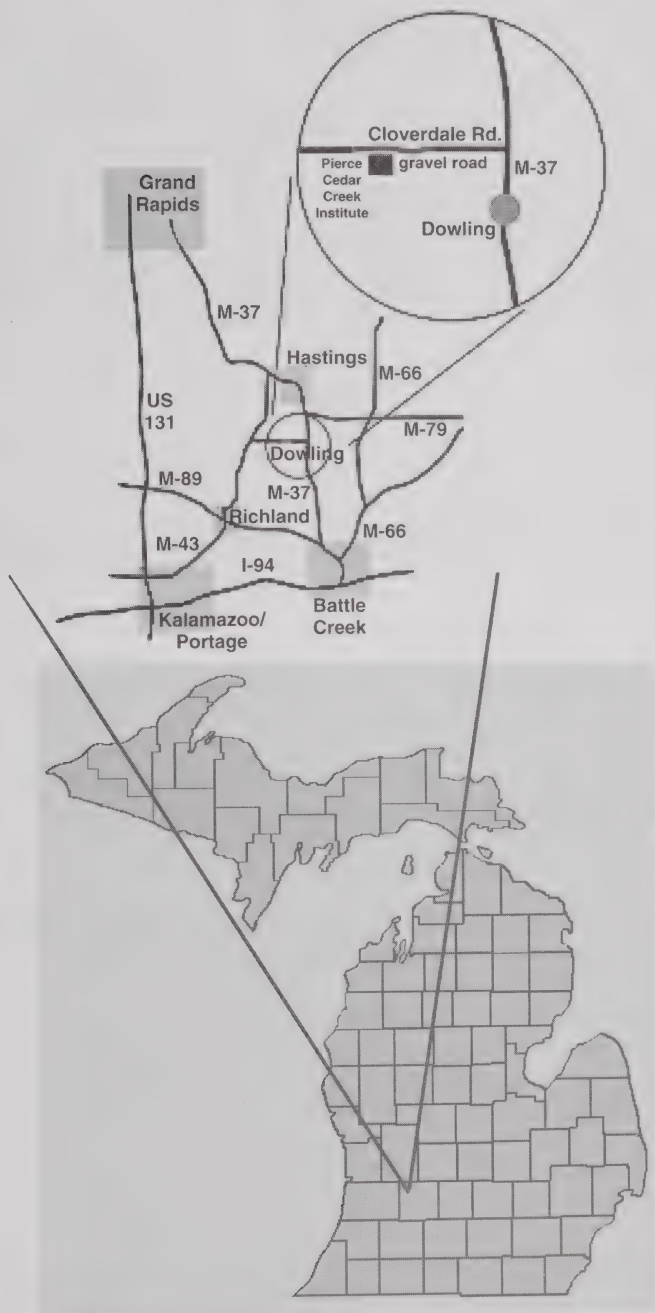 Cloverdale Rd.
Pierce
Cedar
Creek
Institute
gravel road
M-37
Dowling
Grand
Rapids
M-37
Hastings
M-66
US
131
M-79
Dowling
M-89
M-37
Richland
M-66
M-43
I-94
Kalamazoo/
Portage
Battle
Creek